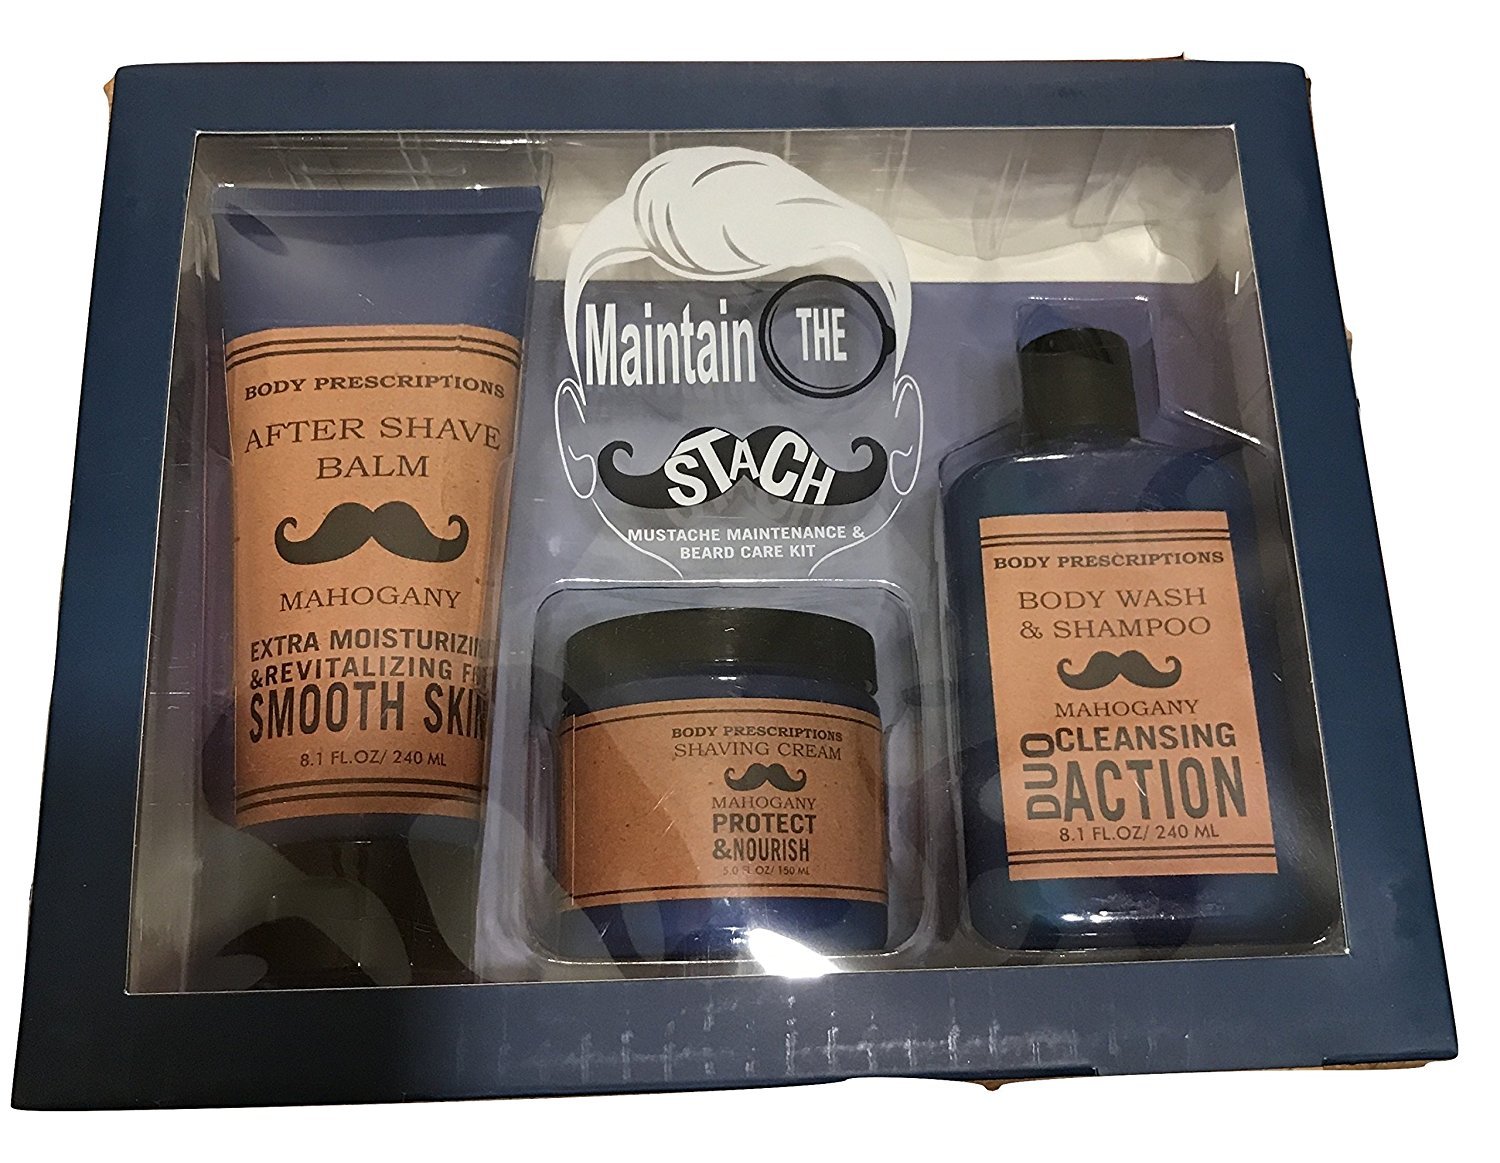 BODY PRESCRIPTIONS
AFTER SHAVE
BALM
MAHOGANY
EXTRA MOISTURIZIN
&REVITALIZING FO
SMOOTH SKIN
8.1 FL.OZ/ 240 ML
Maintain THE
STACH
MUSTACHE MAINTENANCE &
BEARD CARE KIT
BODY PRESCRIPTIONS
SHAVING CREAM
MAHOGANY
PROTECT
&NOURISH
5.0 FL OZ/ 150 ML
BODY PRESCRIPTIONS
BODY WASH
& SHAMPOO
MAHOGANY
DUO CLEANSING
ACTION
8.1 FL.OZ/ 240 ML